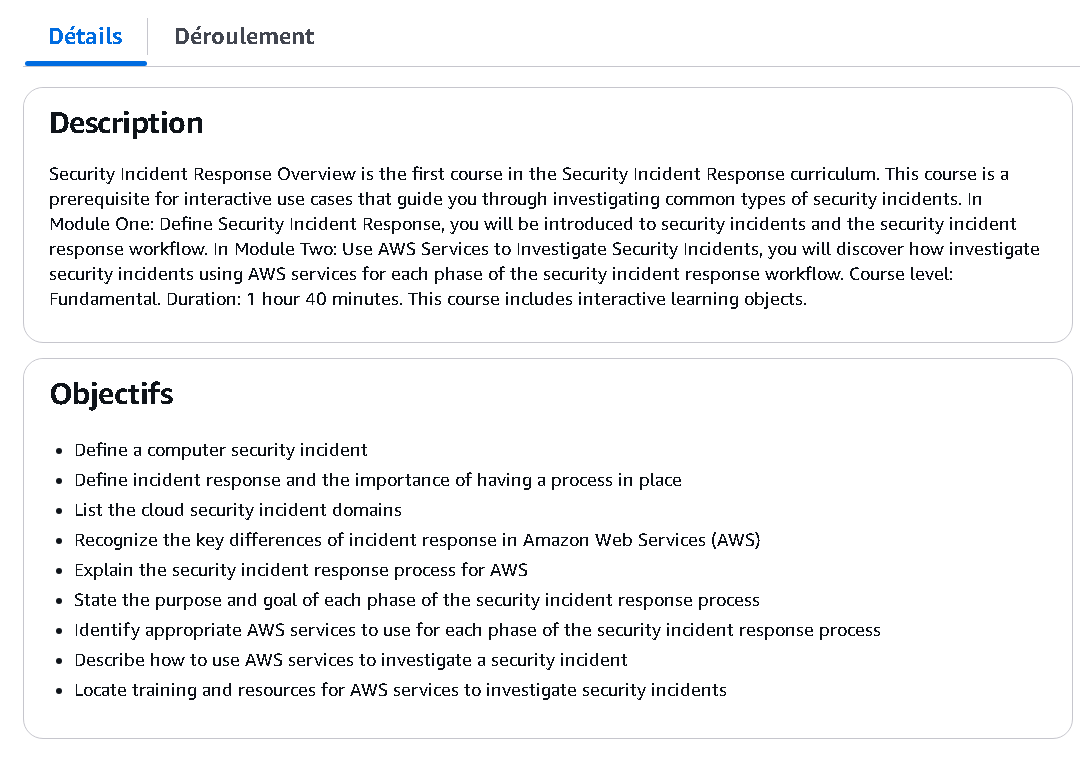 Détails
Déroulement
Description
Security Incident Response Overview is the first course in the Security Incident Response curriculum. This course is a
prerequisite for interactive use cases that guide you through investigating common types of security incidents. In
Module One: Define Security Incident Response, you will be introduced to security incidents and the security incident
response workflow. In Module Two: Use AWS Services to Investigate Security Incidents, you will discover how investigate
security incidents using AWS services for each phase of the security incident response workflow. Course level:
Fundamental. Duration: 1 hour 40 minutes. This course includes interactive learning objects.
Objectifs
• Define a computer security incident
• Define incident response and the importance of having a process in place
• List the cloud security incident domains
• Recognize the key differences of incident response in Amazon Web Services (AWS)
• Explain the security incident response process for AWS
• State the purpose and goal of each phase of the security incident response process
• Identify appropriate AWS services to use for each phase of the security incident response process
• Describe how to use AWS services to investigate a security incident
• Locate training and resources for AWS services to investigate security incidents